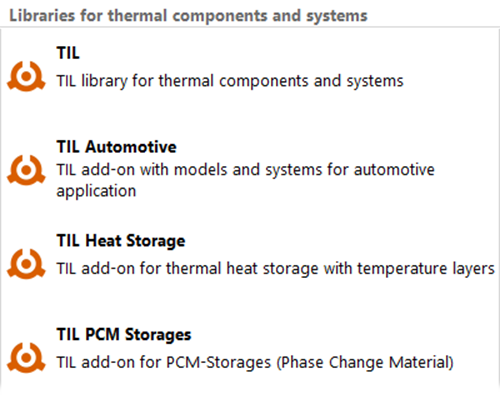 Libraries for thermal components and systems
TIL
TIL library for thermal components and systems
TIL Automotive
TIL add-on with models and systems for automotive
application
TIL Heat Storage
TIL add-on for thermal heat storage with temperature layers
TIL PCM Storages
TIL add-on for PCM-Storages (Phase Change Material)